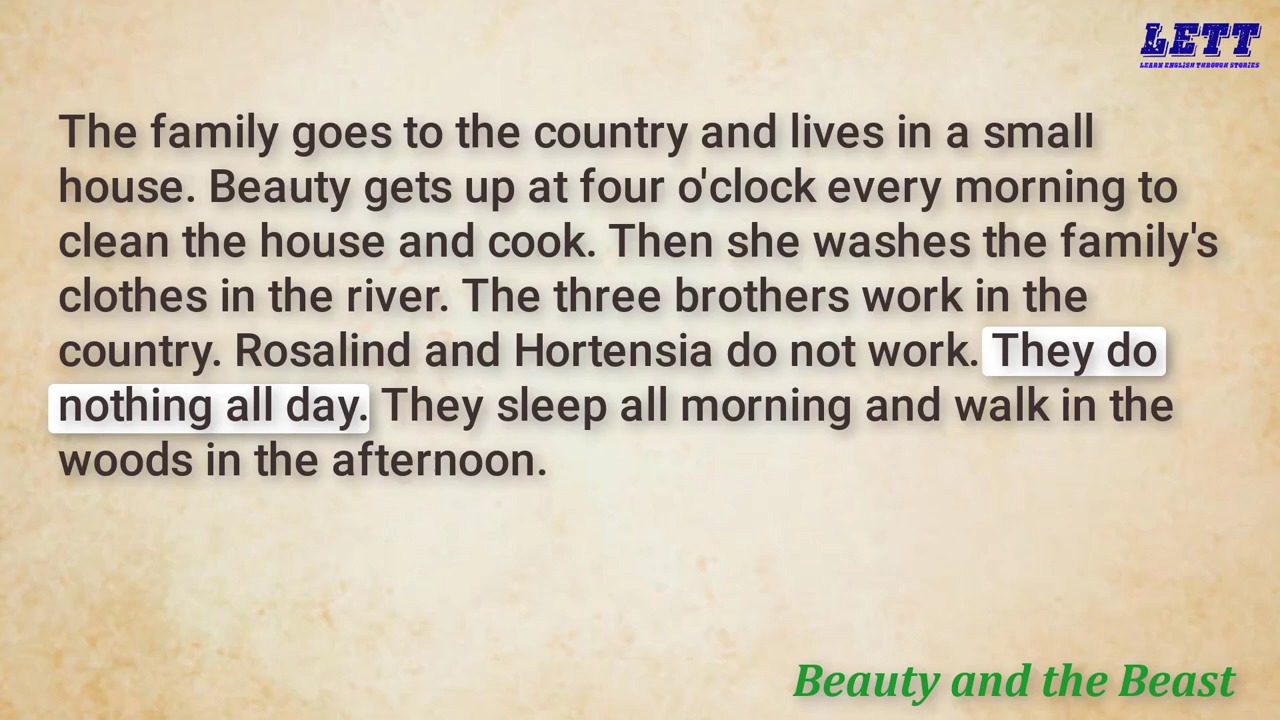 LETT
LEARN ENGLISH THROUGH STORIES
The family goes to the country and lives in a small
house. Beauty gets up at four o'clock every morning to
clean the house and cook. Then she washes the family's
clothes in the river. The three brothers work in the
country. Rosalind and Hortensia do not work. They do
nothing all day. They sleep all morning and walk in the
woods in the afternoon.
Beauty and the Beast